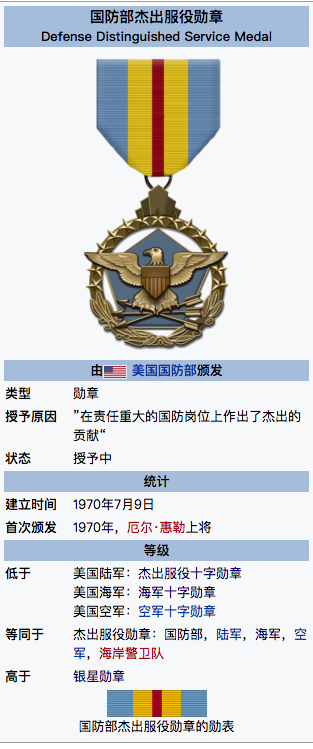 国防部杰出服役勋章
Defense Distinguished Service Medal
由 美国国防部颁发
类型 勋章
授予原因 ”在责任重大的国防岗位上作出了杰出的
贡献“
状态 授予中
统计
建立时间 1970年7月9日
首次颁发 1970年，厄尔·惠勒上将
等级
低于 美国陆军：杰出服役十字勋章
美国海军：海军十字勋章
美国空军：空军十字勋章
等同于 杰出服役勋章：国防部，陆军，海军，空
军，海岸警卫队
高于 银星勋章
国防部杰出服役勋章的勋表